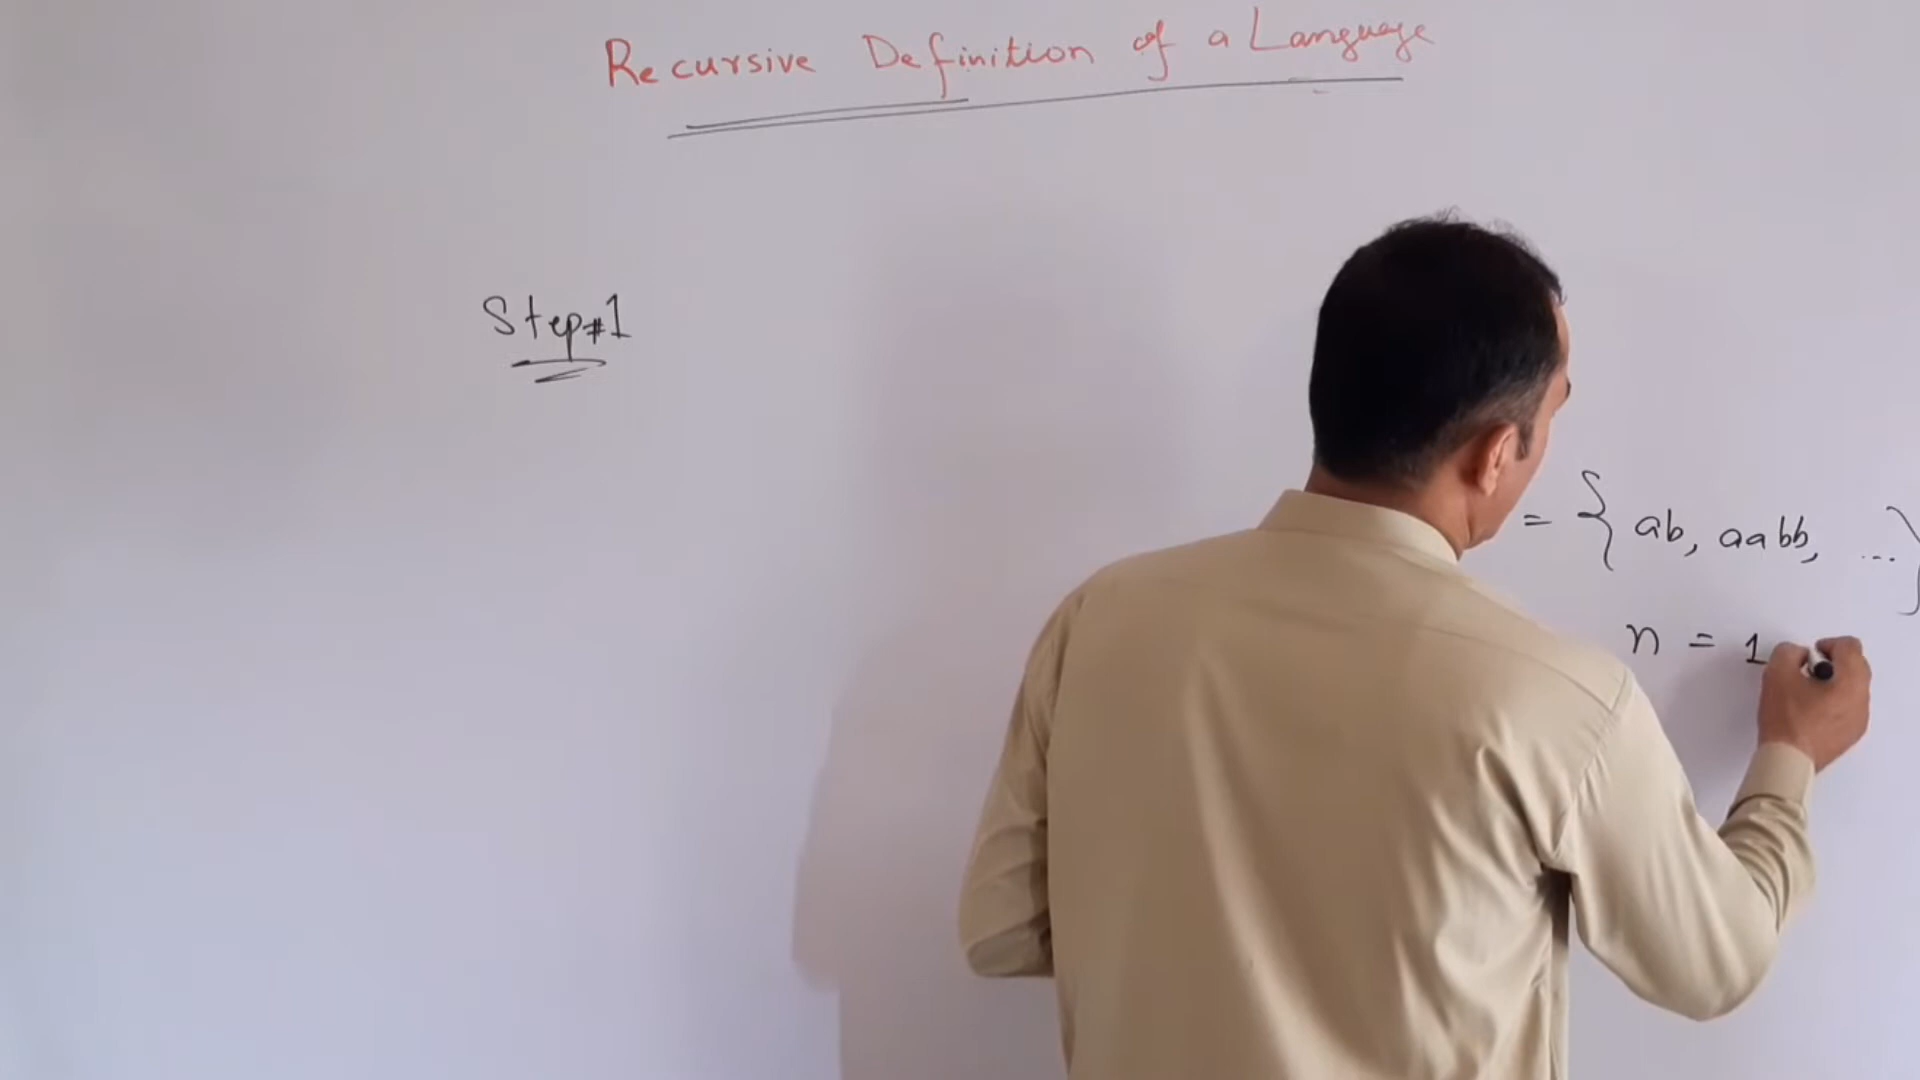 Recursive Definition of a Language
Step#1
= { ab, aabb, ... }
n = 1